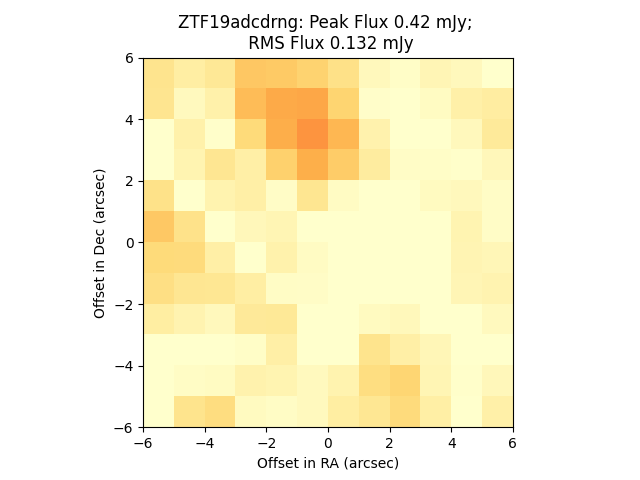 ZTF19adcdrng: Peak Flux 0.42 mJy;
RMS Flux 0.132 mJy
6
4
2
0
−2
−4
−6
Offset in Dec (arcsec)
−6 −4 −2 0 2 4 6
Offset in RA (arcsec)